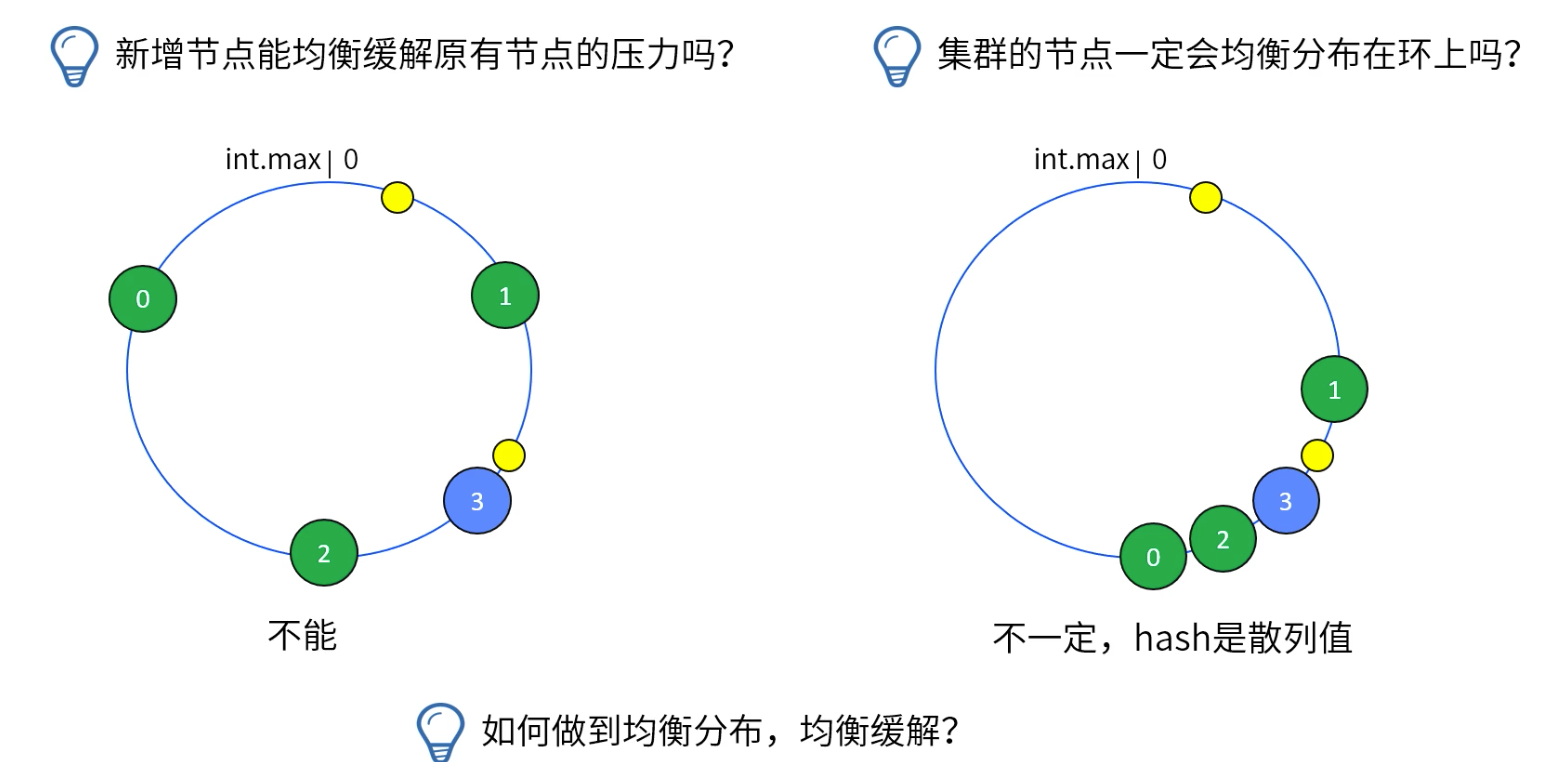 新增节点能均衡缓解原有节点的压力吗?
集群的节点一定会均衡分布在环上吗?
int.max | 0
int.max | 0
0
1
1
3
3
2
2
0
不能
不一定，hash是散列值
如何做到均衡分布，均衡缓解?